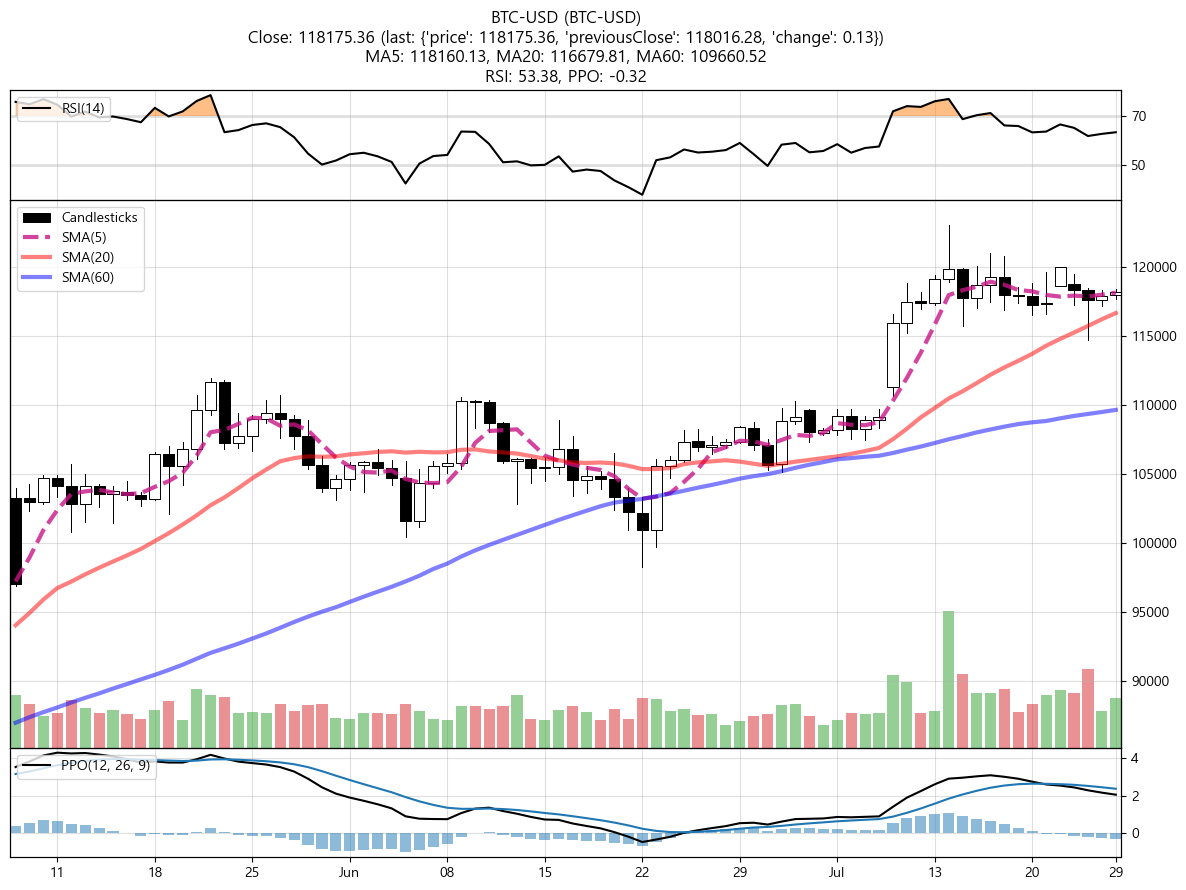 BTC-USD (BTC-USD)
Close: 118175.36 (last: {'price': 118175.36, 'previousClose': 118016.28, 'change': 0.13})
MA5: 118160.13, MA20: 116679.81, MA60: 109660.52
RSI: 53.38, PPO: -0.32
RSI(14)
70
50
Candlesticks
SMA(5)
SMA(20)
SMA(60)
120000
115000
110000
105000
100000
95000
90000
PPO(12, 26, 9)
4
2
0
11 18 25 Jun 08 15 22 29 Jul 13 20 29